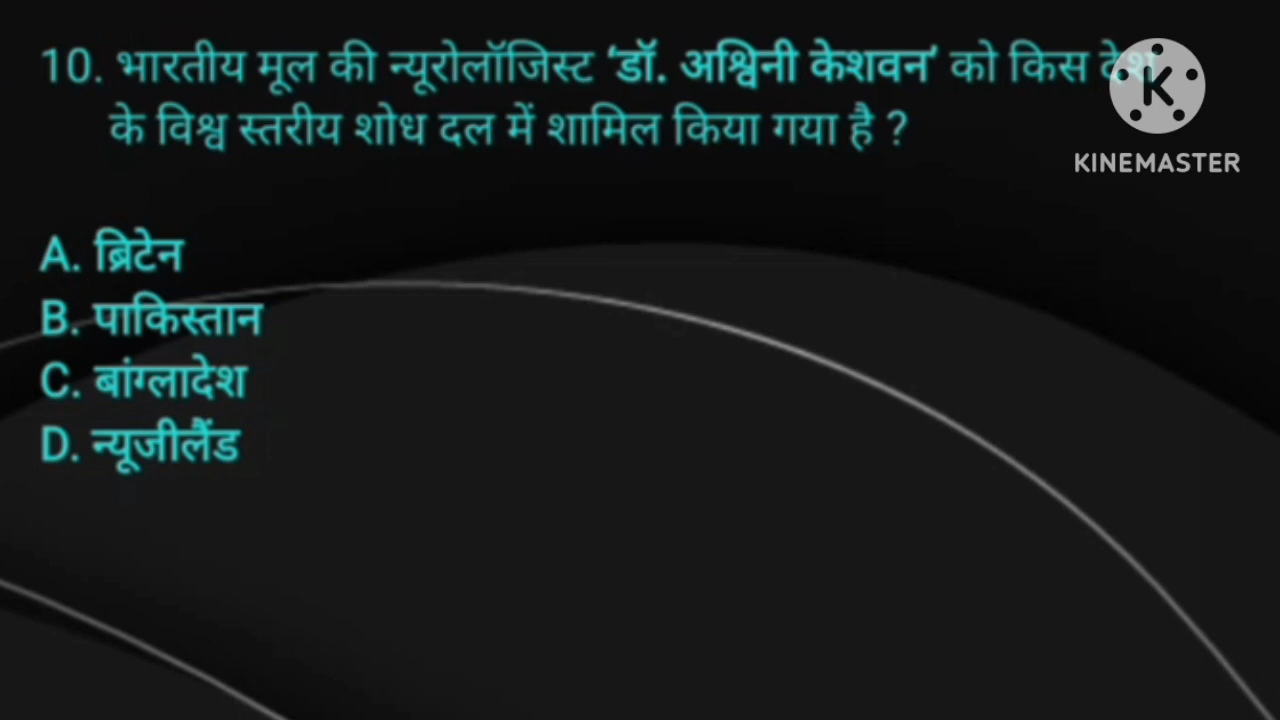 10. भारतीय मूल की न्यूरोलॉजिस्ट ‘डॉ. अश्विनी केशवन’ को किस देश
के विश्व स्तरीय शोध दल में शामिल किया गया है ?
A. ब्रिटेन
B. पाकिस्तान
C. बांग्लादेश
D. न्यूजीलैंड
K
KINEMASTER